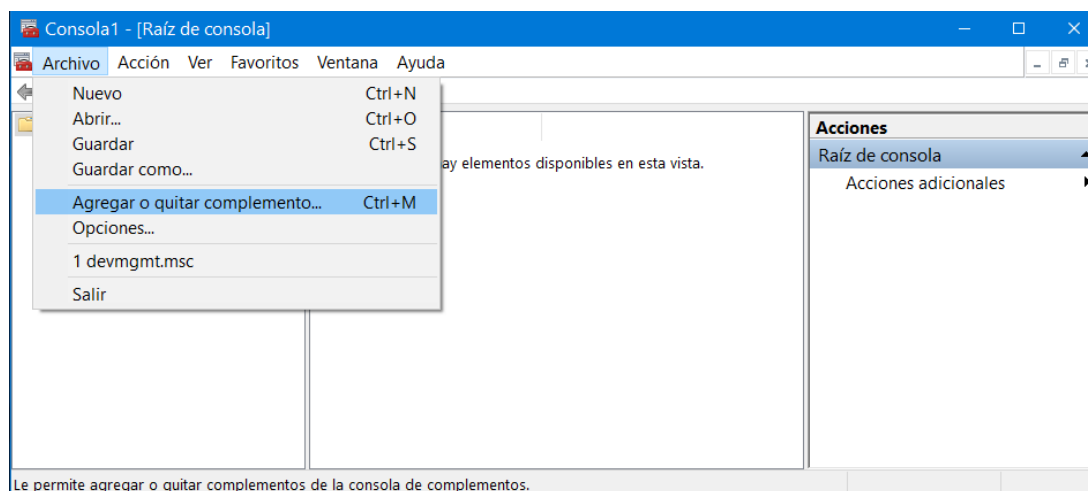 Consola1 - [Raíz de consola]
Archivo Acción Ver Favoritos Ventana Ayuda
Nuevo Ctrl+N
Abrir... Ctrl+O
Guardar Ctrl+S
Guardar como...
Agregar o quitar complemento... Ctrl+M
Opciones...
1 devmgmt.msc
Salir
elementos disponibles en esta vista.
Acciones
Raíz de consola
Acciones adicionales
Le permite agregar o quitar complementos de la consola de complementos.